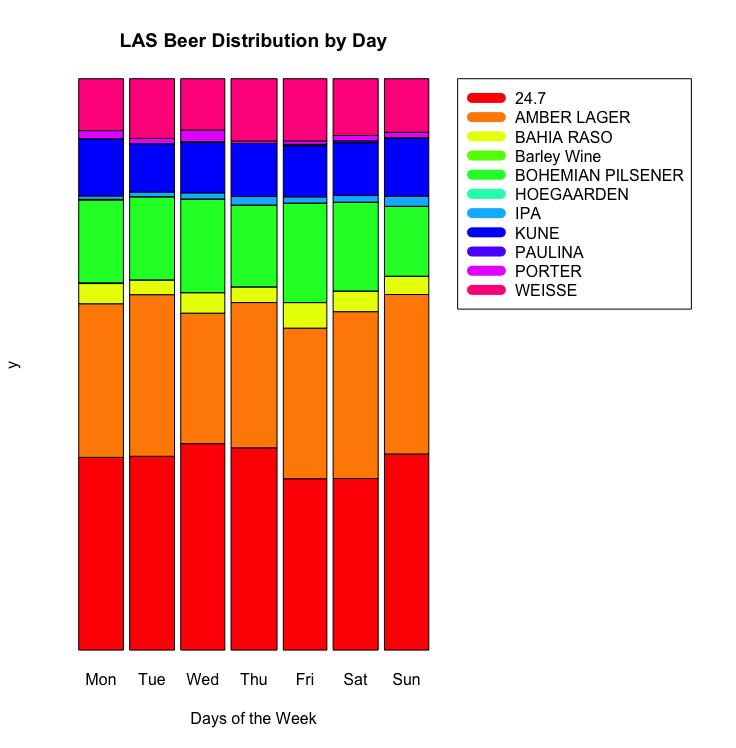 LAS Beer Distribution by Day
24.7
AMBER LAGER
BAHIA RASO
Barley Wine
BOHEMIAN PILSENER
HOEGAARDEN
IPA
KUNE
PAULINA
PORTER
WEISSE
y
Mon Tue Wed Thu Fri Sat Sun
Days of the Week